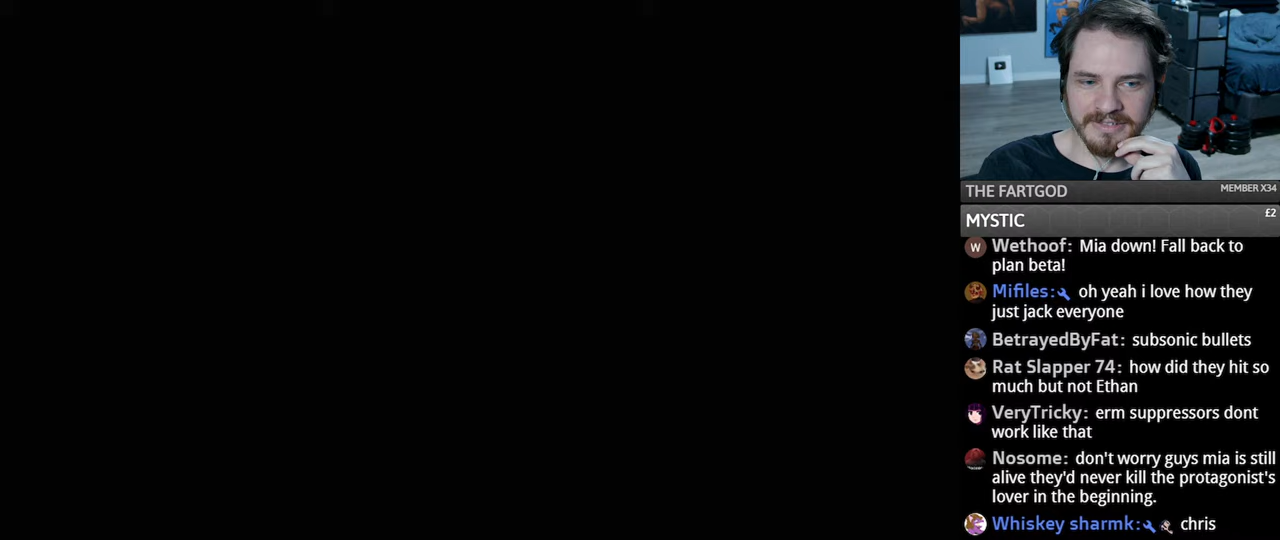 THE FARTGOD MEMBER X34
MYSTIC £2
W Wethoof: Mia down! Fall back to
plan beta!
Mifiles: oh yeah i love how they
just jack everyone
BetrayedByFat: subsonic bullets
Rat Slapper 74: how did they hit so
much but not Ethan
VeryTricky: erm suppressors dont
work like that
Nosome: don't worry guys mia is still
alive they'd never kill the protagonist's
lover in the beginning.
Whiskey sharmk: chris